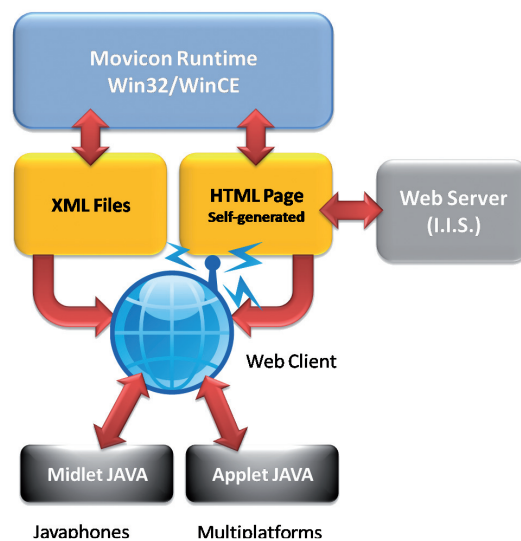 Movicon Runtime
Win32/WinCE
XML Files
HTML Page
Self-generated
Web Server
(I.I.S.)
Web Client
Midlet JAVA
Applet JAVA
Javaphones
Multiplatforms